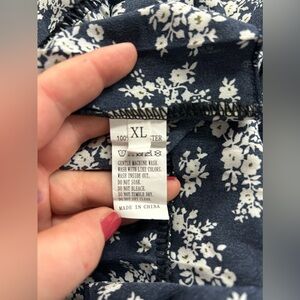 XL
100 TER
GENTLE MACHINE WASH.
WASH WITH LIKE COLORS.
WASH INSIDE OUT.
DO NOT SOAK.
DO NOT BLEACH.
DO NOT TUMBLE DRY.
DO NOT DRY CLEAN.
MADE IN CHINA